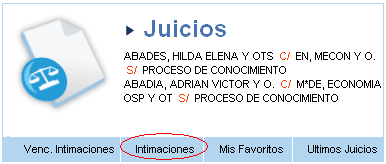 Juicios
ABADES, HILDA ELENA Y OTS C/ EN, MECON Y O.
S/ PROCESO DE CONOCIMIENTO
ABADIA, ADRIAN VICTOR Y O. C/ M*DE, ECONOMIA
OSP Y OT S/ PROCESO DE CONOCIMIENTO
Venc. Intimaciones Intimaciones Mis Favoritos Ultimos Juicios